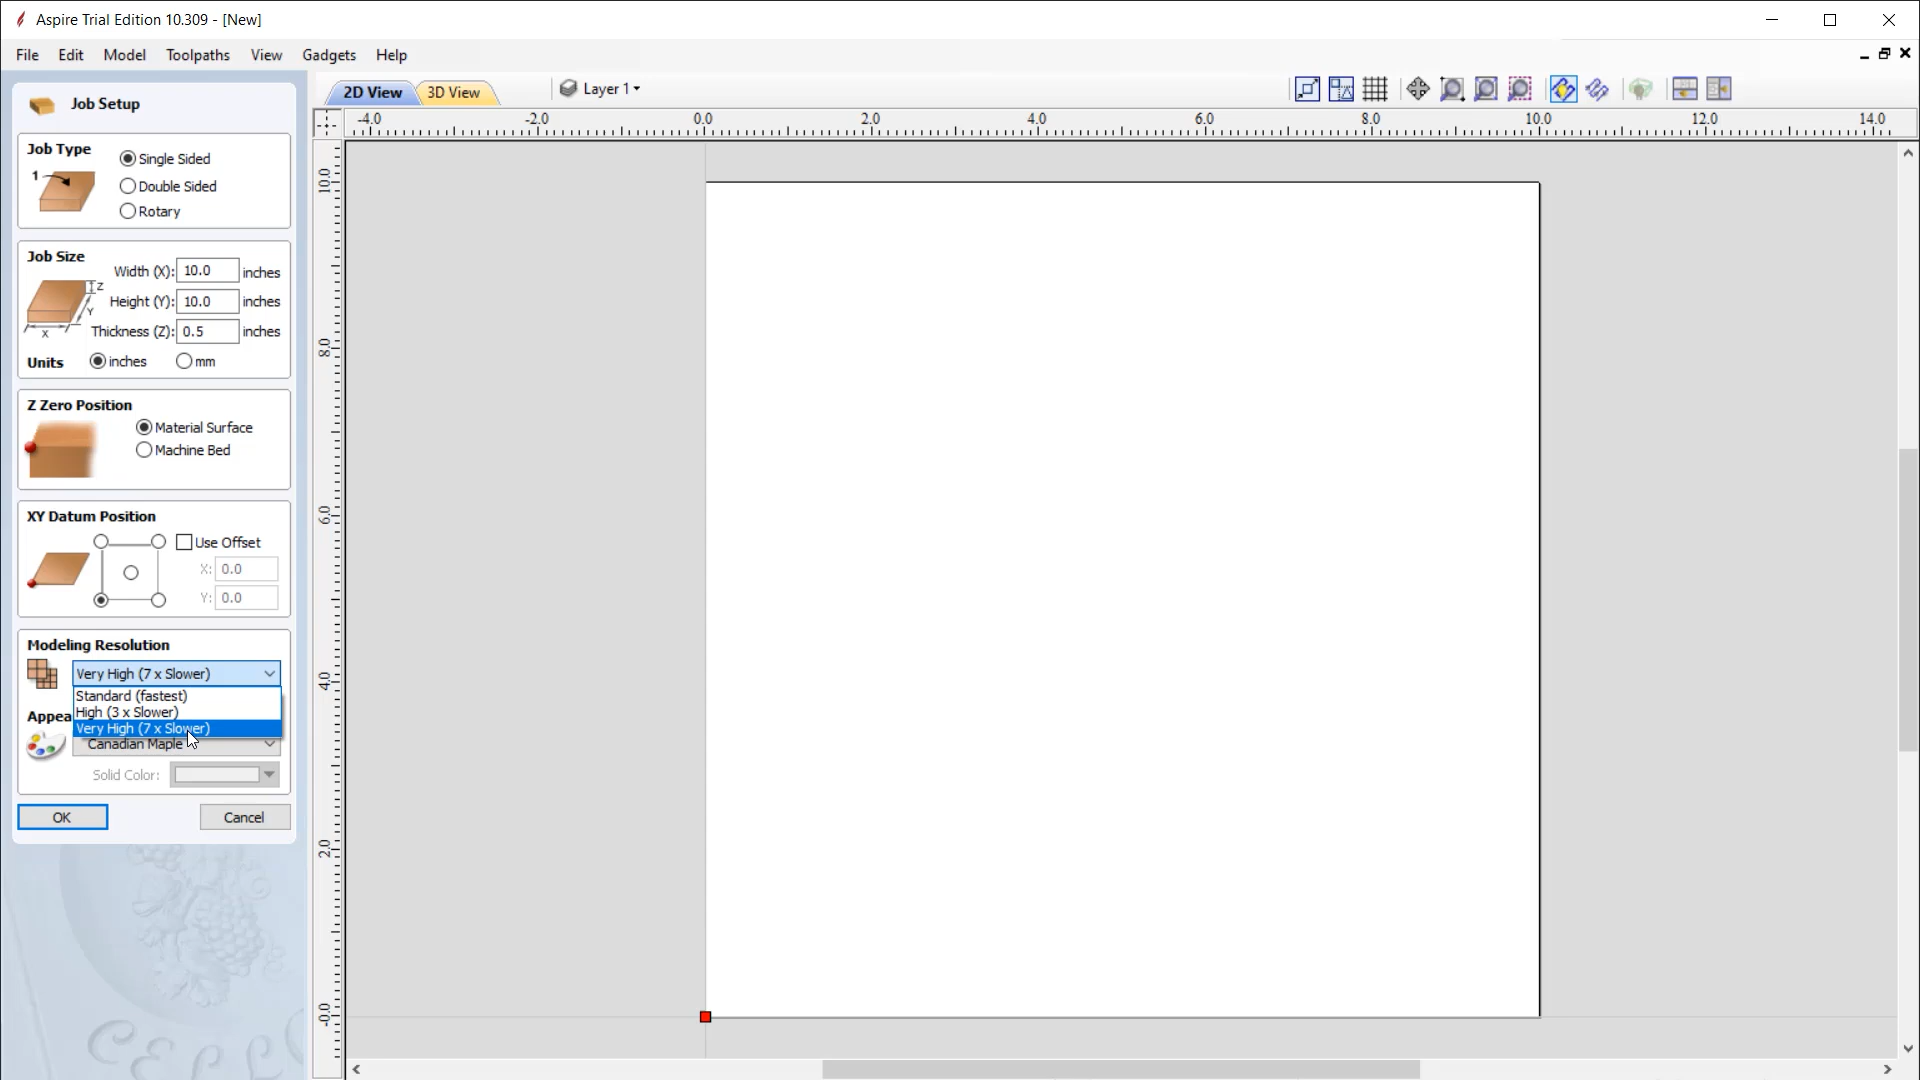 Aspire Trial Edition 10.309 - [New]
File Edit Model Toolpaths View Gadgets Help
Job Setup
2D View 3D View Layer 1
-4.0 -2.0 0.0 2.0 4.0 6.0 8.0 10.0 12.0 14.0
Job Type
1
Single Sided
Double Sided
Rotary
Job Size
Width (X): 10.0 inches
Z
Height (Y): 10.0 inches
Y
Thickness (Z): 0.5 inches
X
Units inches mm
Z Zero Position
Material Surface
Machine Bed
XY Datum Position
Use Offset
X: 0.0
Y: 0.0
Modeling Resolution
Very High (7 x Slower)
Standard (fastest)
High (3 x Slower)
Very High (7 x Slower)
Appea
Canadian Maple
Solid Color:
OK Cancel
10.0
8.0
6.0
4.0
2.0
-0.0